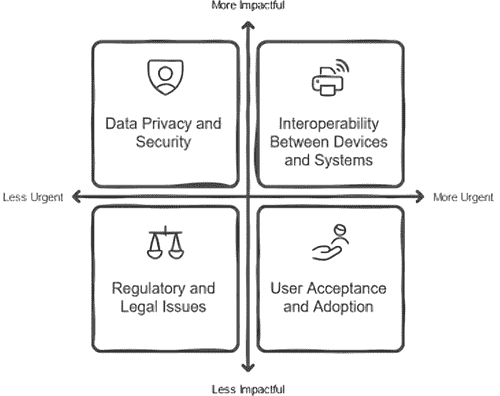 More Impactful
Data Privacy and
Security
Interoperability
Between Devices
and Systems
Less Urgent
More Urgent
Regulatory and
Legal Issues
User Acceptance
and Adoption
Less Impactful